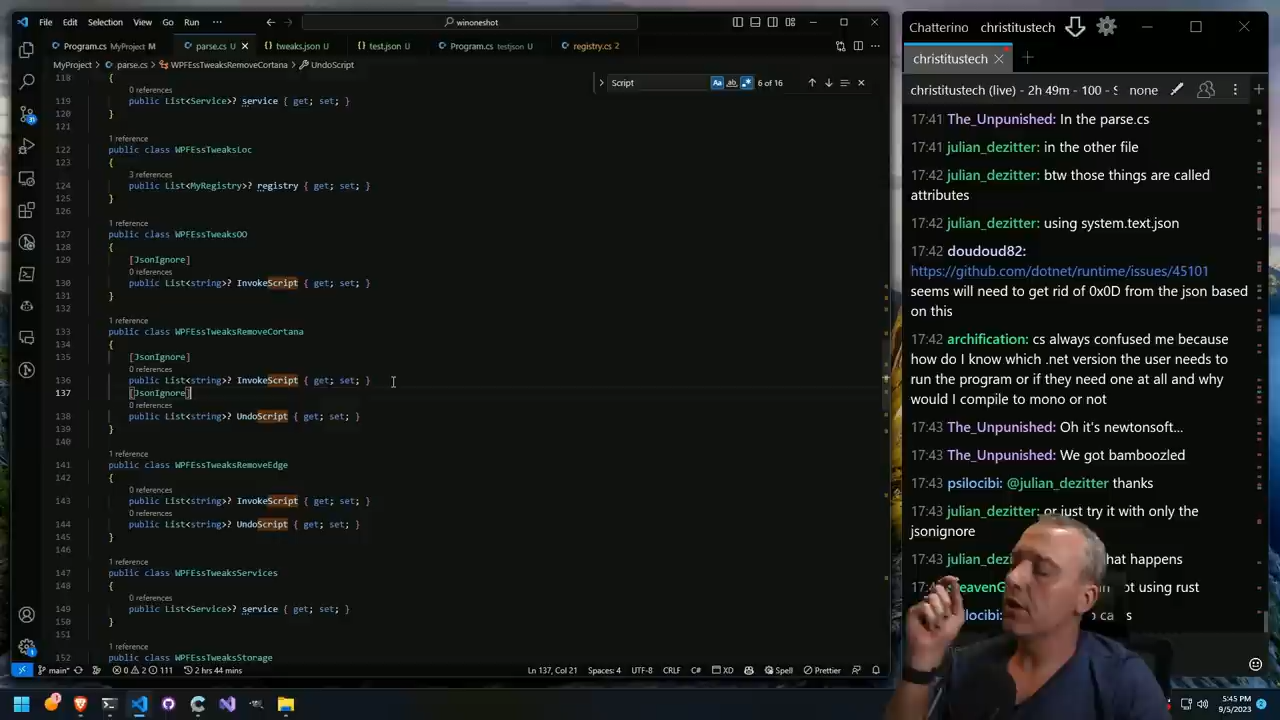 File Edit Selection View Go Run ···
winoneshot
Program.cs MyProject M
parse.cs U
tweaks.json U
test.json U
Program.cs testjson U
registry.cs 2
MyProject > parse.cs > WPFEssTweaksRemoveCortana > UndoScript
Script
Aa ab 6 of 16
118 {
0 references
119 public List<Service>? service { get; set; }
120 }
121
1 reference
122 public class WPFEssTweaksLoc
123 {
3 references
124 public List<MyRegistry>? registry { get; set; }
125 }
126
1 reference
127 public class WPFEssTweaksOO
128 {
129 [JsonIgnore]
0 references
130 public List<string>? InvokeScript { get; set; }
131 }
132
1 reference
133 public class WPFEssTweaksRemoveCortana
134 {
135 [JsonIgnore]
0 references
136 public List<string>? InvokeScript { get; set; }
137 [JsonIgnore]
0 references
138 public List<string>? UndoScript { get; set; }
139 }
140
1 reference
141 public class WPFEssTweaksRemoveEdge
142 {
0 references
143 public List<string>? InvokeScript { get; set; }
0 references
144 public List<string>? UndoScript { get; set; }
145 }
146
1 reference
147 public class WPFEssTweaksServices
148 {
0 references
149 public List<Service>? service { get; set; }
150 }
151
1 reference
152 public class WPFEssTweaksStorage
main* 0 2 111 2 hrs 44 mins Ln 137, Col 21 Spaces: 4 UTF-8 CRLF C# XD Spell Prettier
Chatterino christitustech
christitustech
christitustech (live) - 2h 49m - 100 - none
17:41 The_Unpunished: In the parse.cs
17:41 julian_dezitter: in the other file
17:42 julian_dezitter: btw those things are called
attributes
17:42 julian_dezitter: using system.text.json
17:42 doudoud82:
https://github.com/dotnet/runtime/issues/45101
seems will need to get rid of 0x0D from the json based
on this
17:42 archification: cs always confused me because
how do I know which .net version the user needs to
run the program or if they need one at all and why
would I compile to mono or not
17:43 The_Unpunished: Oh it's newtonsoft...
17:43 The_Unpunished: We got bamboozled
17:43 psilocibi: @julian_dezitter thanks
17:43 julian_dezitter: or just try it with only the
jsonignore
17:43 julian_dezi hat happens
not using rust
5:45 PM
9/5/2023